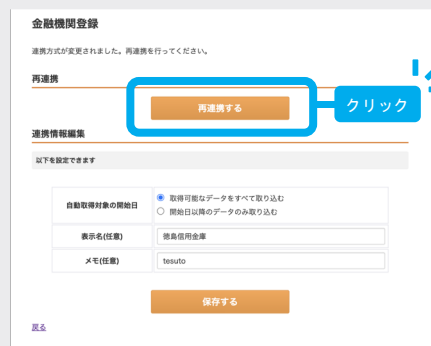 金融機関登録
連携方式が変更されました。再連携を行ってください。
再連携
再連携する
クリック
連携情報編集
以下を設定できます
自動取得対象の開始日
取得可能なデータをすべて取り込む
開始日以降のデータのみ取り込む
表示名(任意) 徳島信用金庫
メモ(任意) tesuto
保存する
戻る